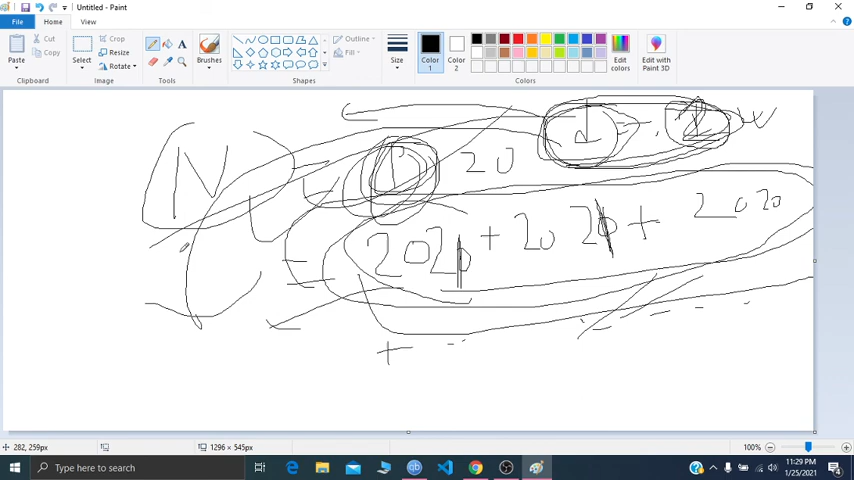 Untitled - Paint
File Home View
Paste
Cut
Copy
Clipboard
Select
Crop
Resize
Rotate
Image
A
Tools
Brushes
Shapes
Outline
Fill
Size
Color 1
Color 2
Colors
Edit colors
Edit with Paint 3D
N
20
2021 + 2021 + 2020
+
282, 259px
1296 × 545px
100%
Type here to search
11:29 PM
1/25/2021
4